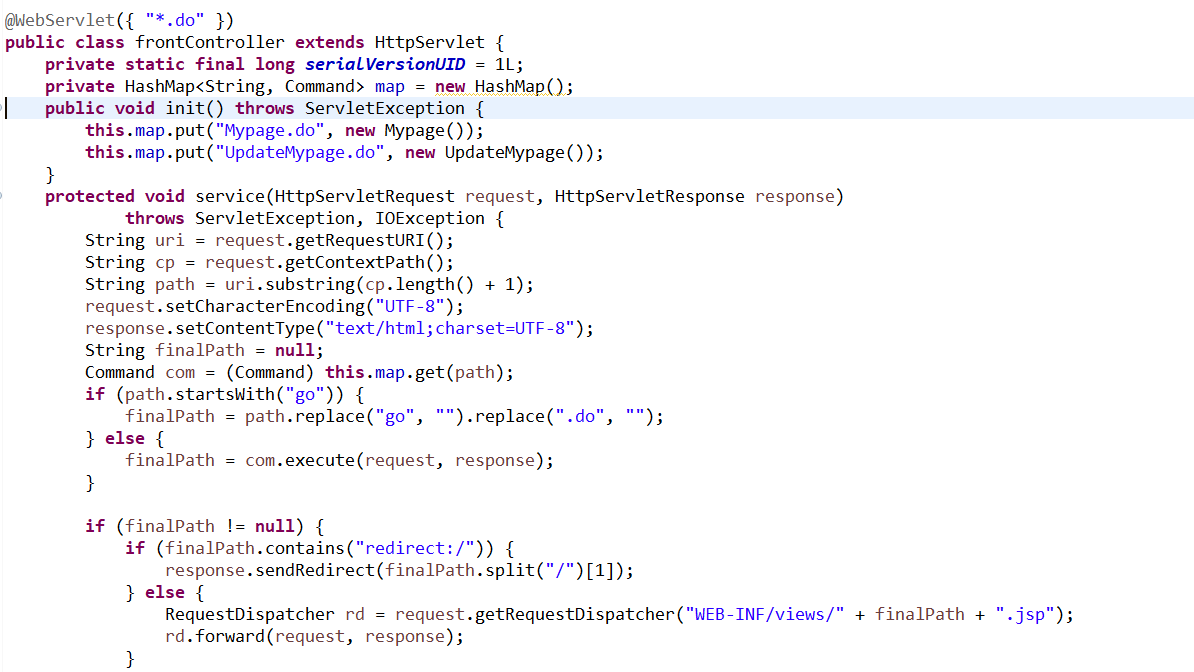 @WebServlet({ "*.do" })
public class frontController extends HttpServlet {
    private static final long serialVersionUID = 1L;
    private HashMap<String, Command> map = new HashMap();
    public void init() throws ServletException {
        this.map.put("Mypage.do", new Mypage());
        this.map.put("UpdateMypage.do", new UpdateMypage());
    }
    protected void service(HttpServletRequest request, HttpServletResponse response)
            throws ServletException, IOException {
        String uri = request.getRequestURI();
        String cp = request.getContextPath();
        String path = uri.substring(cp.length() + 1);
        request.setCharacterEncoding("UTF-8");
        response.setContentType("text/html;charset=UTF-8");
        String finalPath = null;
        Command com = (Command) this.map.get(path);
        if (path.startsWith("go")) {
            finalPath = path.replace("go", "").replace(".do", "");
        } else {
            finalPath = com.execute(request, response);
        }

        if (finalPath != null) {
            if (finalPath.contains("redirect:/")) {
                response.sendRedirect(finalPath.split("/")[1]);
            } else {
                RequestDispatcher rd = request.getRequestDispatcher("WEB-INF/views/" + finalPath + ".jsp");
                rd.forward(request, response);
            }